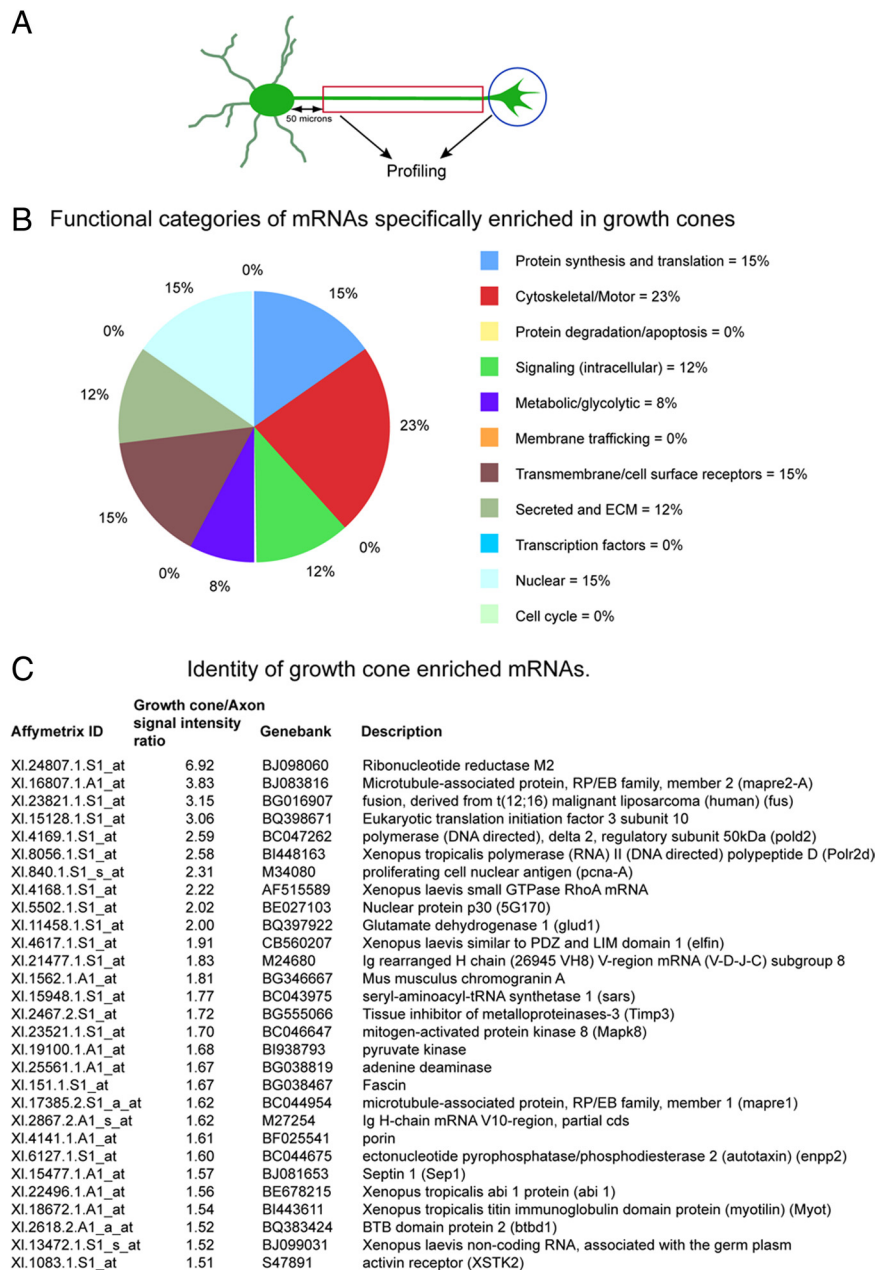 A
50 microns
Profiling
B Functional categories of mRNAs specifically enriched in growth cones
0%
15%
15%
0%
12%
23%
15%
0%
0%
8%
12%
Protein synthesis and translation = 15%
Cytoskeletal/Motor = 23%
Protein degradation/apoptosis = 0%
Signaling (intracellular) = 12%
Metabolic/glycolytic = 8%
Membrane trafficking = 0%
Transmembrane/cell surface receptors = 15%
Secreted and ECM = 12%
Transcription factors = 0%
Nuclear = 15%
Cell cycle = 0%
C Identity of growth cone enriched mRNAs.
Growth cone/Axon
signal intensity
ratio
Affymetrix ID Genebank Description
Xl.24807.1.S1_at 6.92 BJ098060 Ribonucleotide reductase M2
Xl.16807.1.A1_at 3.83 BJ083816 Microtubule-associated protein, RP/EB family, member 2 (mapre2-A)
Xl.23821.1.S1_at 3.15 BG016907 fusion, derived from t(12;16) malignant liposarcoma (human) (fus)
Xl.15128.1.S1_at 3.06 BQ398671 Eukaryotic translation initiation factor 3 subunit 10
Xl.4169.1.S1_at 2.59 BC047262 polymerase (DNA directed), delta 2, regulatory subunit 50kDa (pold2)
Xl.8056.1.S1_at 2.58 BI448163 Xenopus tropicalis polymerase (RNA) II (DNA directed) polypeptide D (Polr2d)
Xl.840.1.S1_s_at 2.31 M34080 proliferating cell nuclear antigen (pcna-A)
Xl.4168.1.S1_at 2.22 AF515589 Xenopus laevis small GTPase RhoA mRNA
Xl.5502.1.S1_at 2.02 BE027103 Nuclear protein p30 (5G170)
Xl.11458.1.S1_at 2.00 BQ397922 Glutamate dehydrogenase 1 (glud1)
Xl.4617.1.S1_at 1.91 CB560207 Xenopus laevis similar to PDZ and LIM domain 1 (elfin)
Xl.21477.1.S1_at 1.83 M24680 Ig rearranged H chain (26945 VH8) V-region mRNA (V-D-J-C) subgroup 8
Xl.1562.1.A1_at 1.81 BG346667 Mus musculus chromogranin A
Xl.15948.1.S1_at 1.77 BC043975 seryl-aminoacyl-tRNA synthetase 1 (sars)
Xl.2467.2.S1_at 1.72 BG555066 Tissue inhibitor of metalloproteinases-3 (Timp3)
Xl.23521.1.S1_at 1.70 BC046647 mitogen-activated protein kinase 8 (Mapk8)
Xl.19100.1.A1_at 1.68 BI938793 pyruvate kinase
Xl.25561.1.A1_at 1.67 BG038819 adenine deaminase
Xl.151.1.S1_at 1.67 BG038467 Fascin
Xl.17385.2.S1_a_at 1.62 BC044954 microtubule-associated protein, RP/EB family, member 1 (mapre1)
Xl.2867.2.A1_s_at 1.62 M27254 Ig H-chain mRNA V10-region, partial cds
Xl.4141.1.A1_at 1.61 BF025541 porin
Xl.6127.1.S1_at 1.60 BC044675 ectonucleotide pyrophosphatase/phosphodiesterase 2 (autotaxin) (enpp2)
Xl.15477.1.A1_at 1.57 BJ081653 Septin 1 (Sep1)
Xl.22496.1.A1_at 1.56 BE678215 Xenopus tropicalis abi 1 protein (abi 1)
Xl.18672.1.A1_at 1.54 BI443611 Xenopus tropicalis titin immunoglobulin domain protein (myotilin) (Myot)
Xl.2618.2.A1_a_at 1.52 BQ383424 BTB domain protein 2 (btbd1)
Xl.13472.1.S1_s_at 1.52 BJ099031 Xenopus laevis non-coding RNA, associated with the germ plasm
Xl.1083.1.S1_at 1.51 S47891 activin receptor (XSTK2)